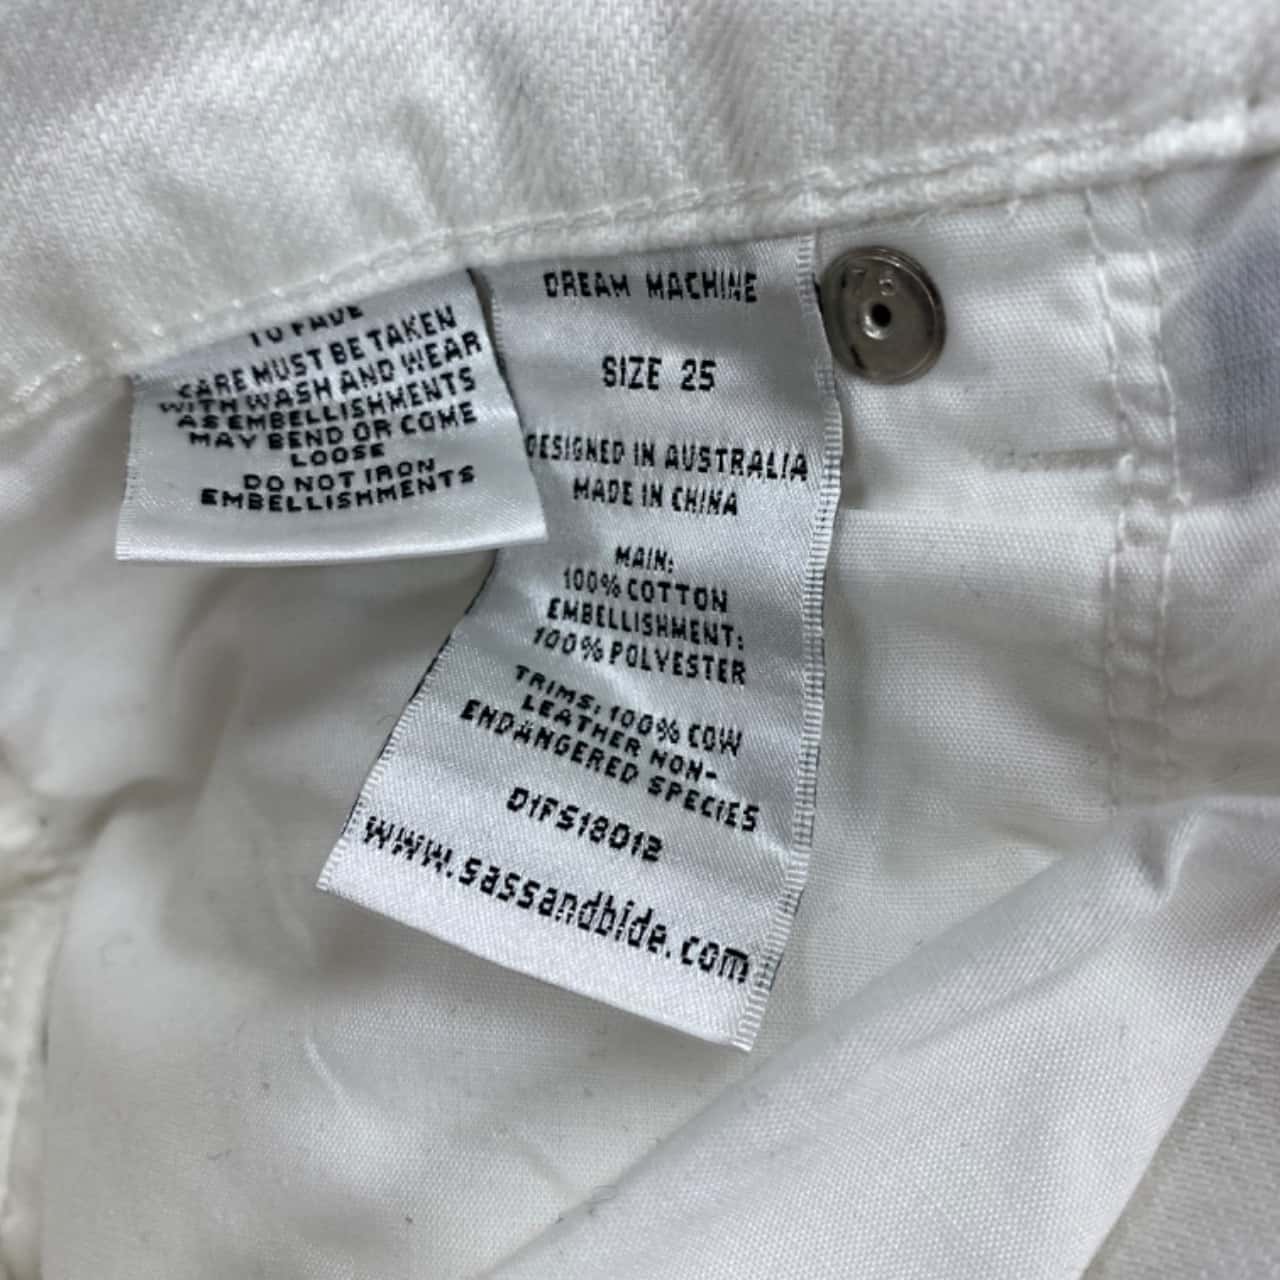 TO FADE
CARE MUST BE TAKEN
WITH WASH AND WEAR
AS EMBELLISHMENTS
MAY BEND OR COME
LOOSE
DO NOT IRON
EMBELLISHMENTS
DREAM MACHINE
SIZE 25
DESIGNED IN AUSTRALIA
MADE IN CHINA
MAIN:
100% COTTON
EMBELLISHMENT:
100% POLYESTER
TRIMS: 100% COW
LEATHER NON-
ENDANGERED SPECIES
D1FS18012
www.sassandbide.com